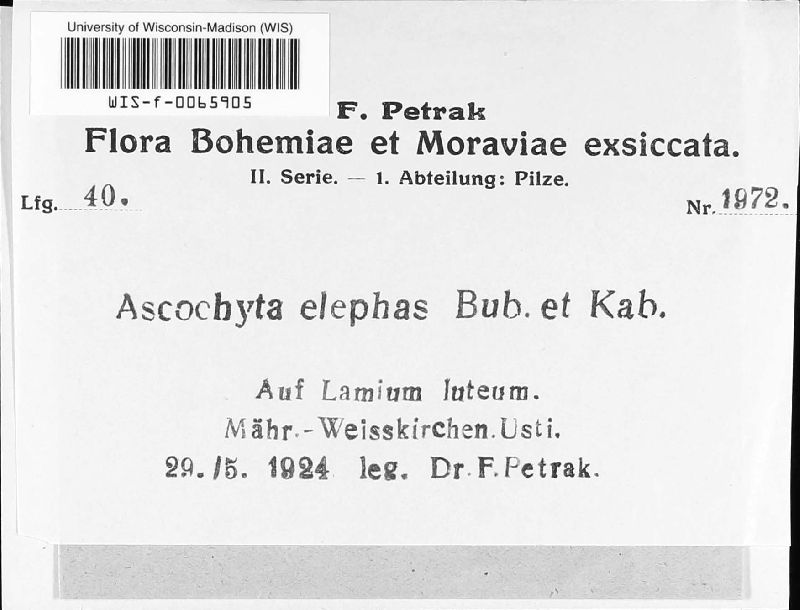 University of Wisconsin-Madison (WIS)
WIS-f-0065905
F. Petrak
Flora Bohemiae et Moraviae exsiccata.
II. Serie. — 1. Abteilung: Pilze.
Lfg. 40.
Nr. 1972.
Ascochyta elephas Bub. et Kab.
Auf Lamium luteum.
Mähr.-Weisskirchen. Usti.
29./5. 1924 leg. Dr. F. Petrak.